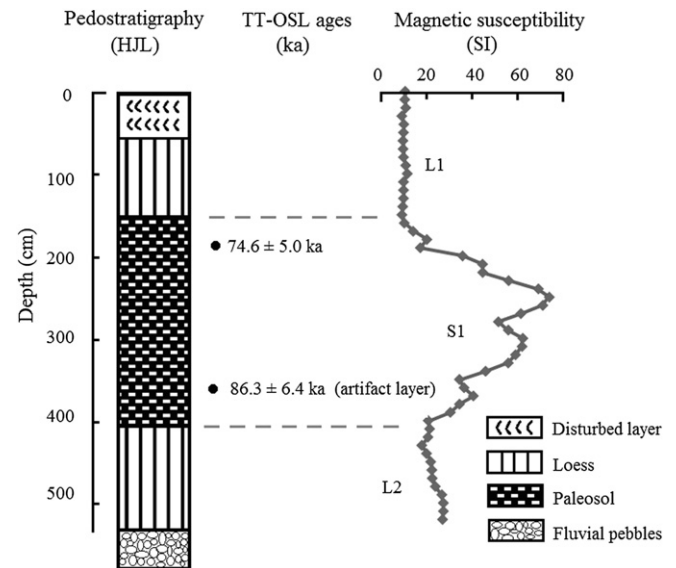 Pedostratigraphy
(HJL)
TT-OSL ages
(ka)
Magnetic susceptibility
(SI)
0 20 40 60 80
0
100
200
300
400
500
Depth (cm)
74.6 ± 5.0 ka
86.3 ± 6.4 ka (artifact layer)
L1
S1
L2
Disturbed layer
Loess
Paleosol
Fluvial pebbles